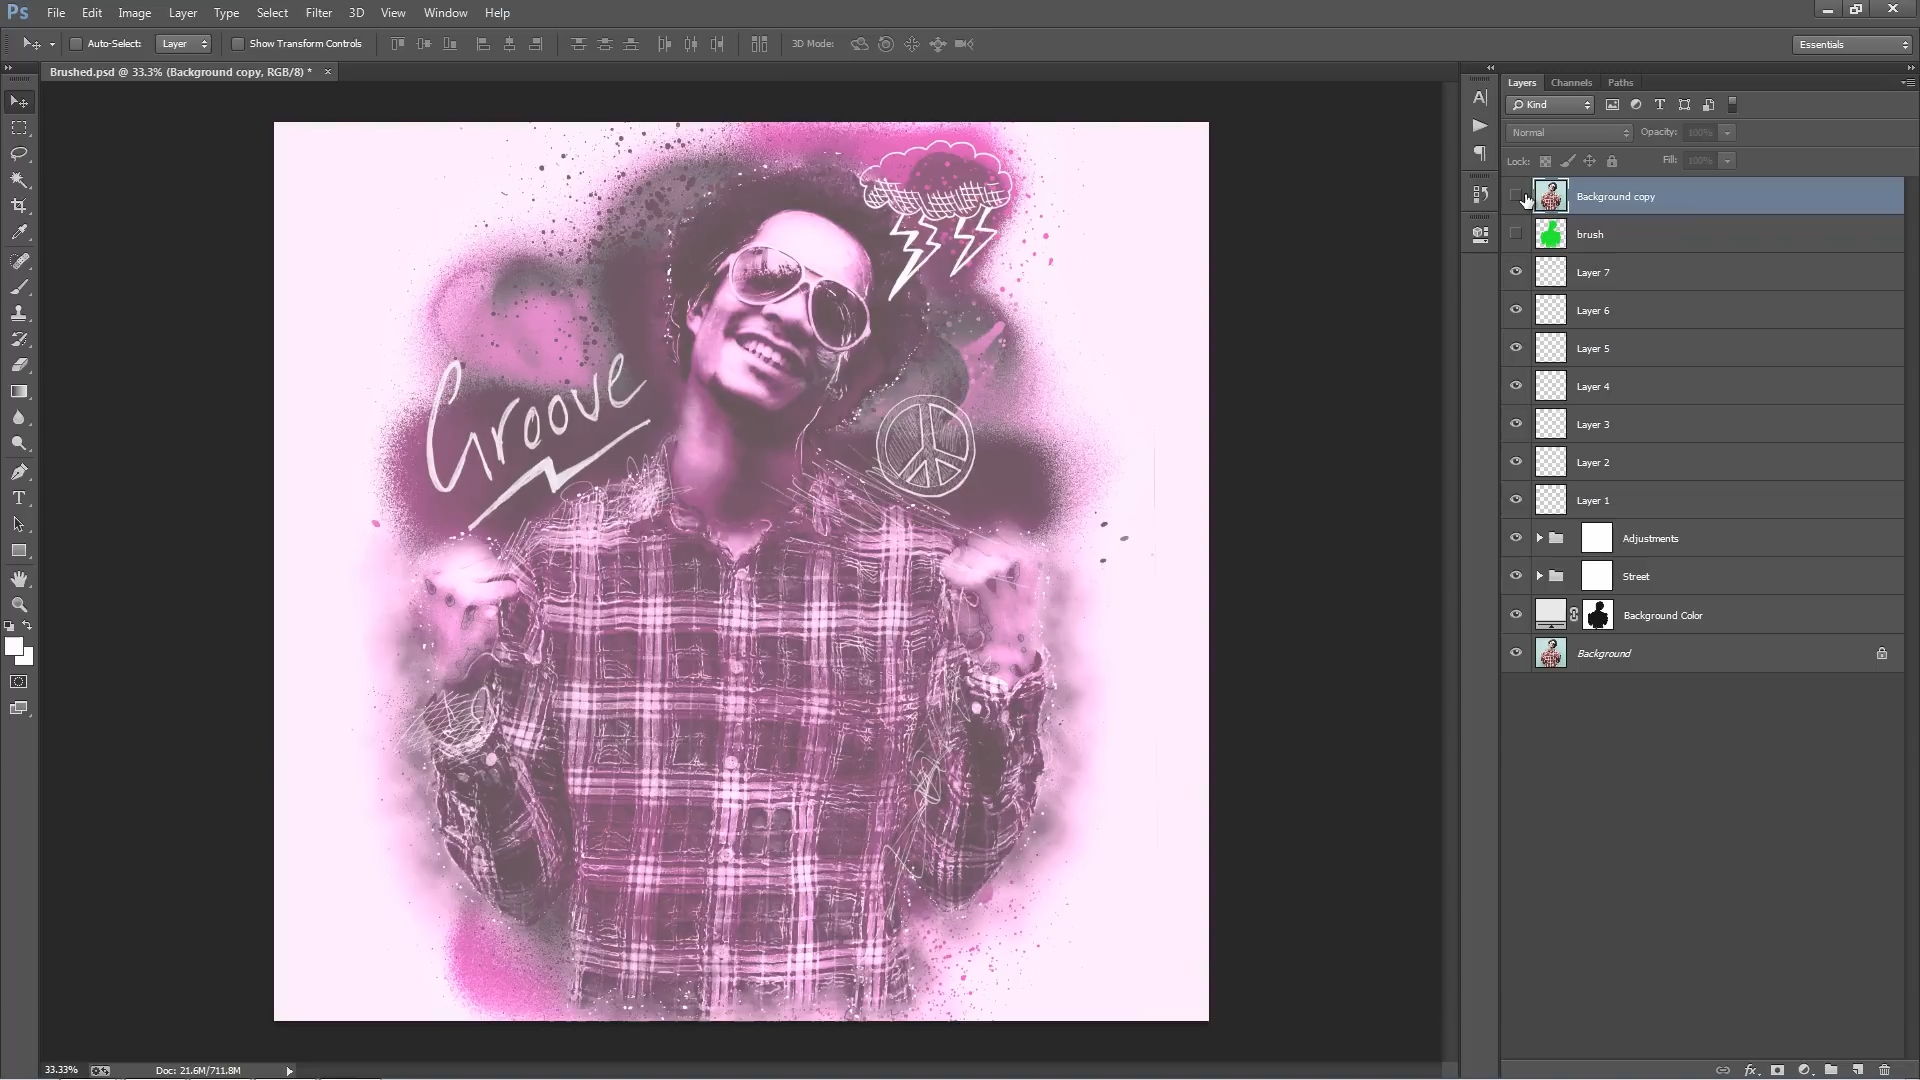 Ps File Edit Image Layer Type Select Filter 3D View Window Help
Auto-Select: Layer Show Transform Controls 3D Mode: Essentials
Brushed.psd @ 33.3% (Background copy, RGB/8) * ×
Layers Channels Paths
Kind
Normal Opacity: 100%
Lock: Fill: 100%
Background copy
brush
Layer 7
Layer 6
Layer 5
Layer 4
Layer 3
Layer 2
Layer 1
Adjustments
Street
Background Color
Background
Groove
33.33% Doc: 21.6M/711.8M